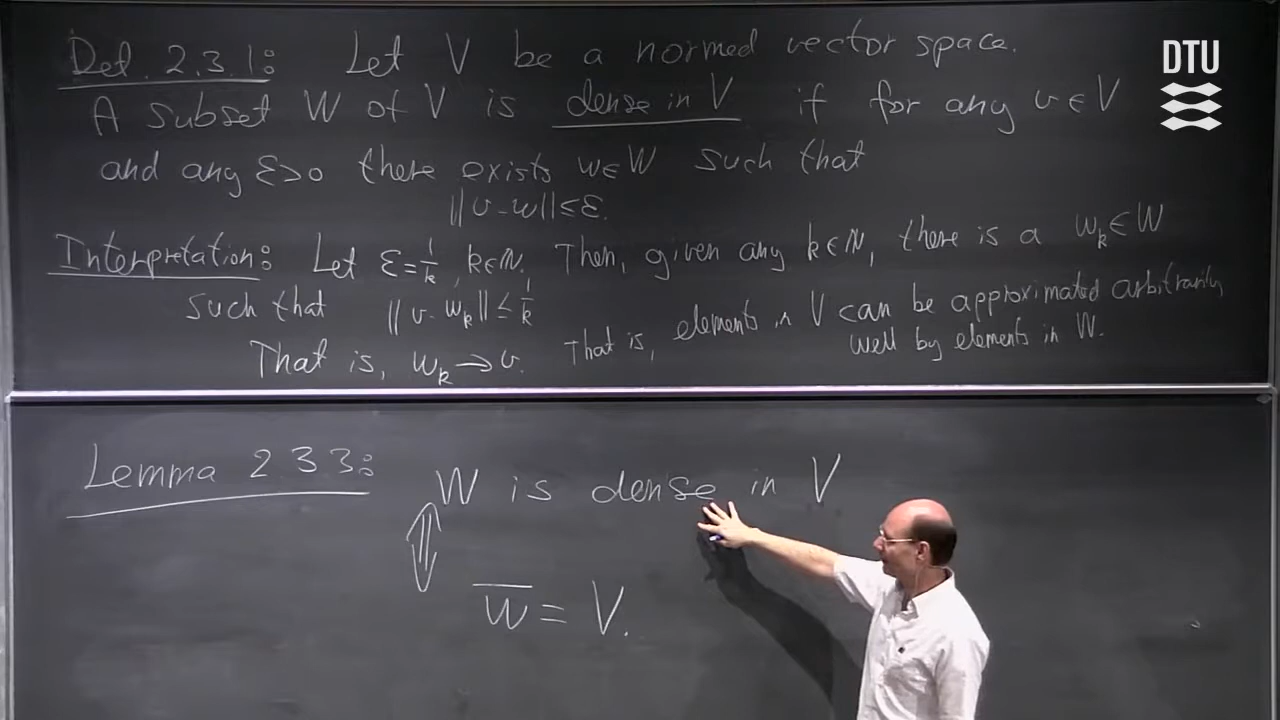 Def. 2.3.1: Let V be a normed vector space.
DTU
A subset W of V is dense in V if for any v ∈ V
and any ε>0 there exists w∈W such that
||v-w|| ≤ ε.
Interpretation: Let ε = 1/k, k∈ℕ. Then, given any k∈ℕ, there is a w_k ∈ W
such that ||v-w_k|| ≤ 1/k
That is, w_k → v. That is, elements in V can be approximated arbitrarily
well by elements in W.
Lemma 2 3 3: W is dense in V
⇕
W̅ = V.